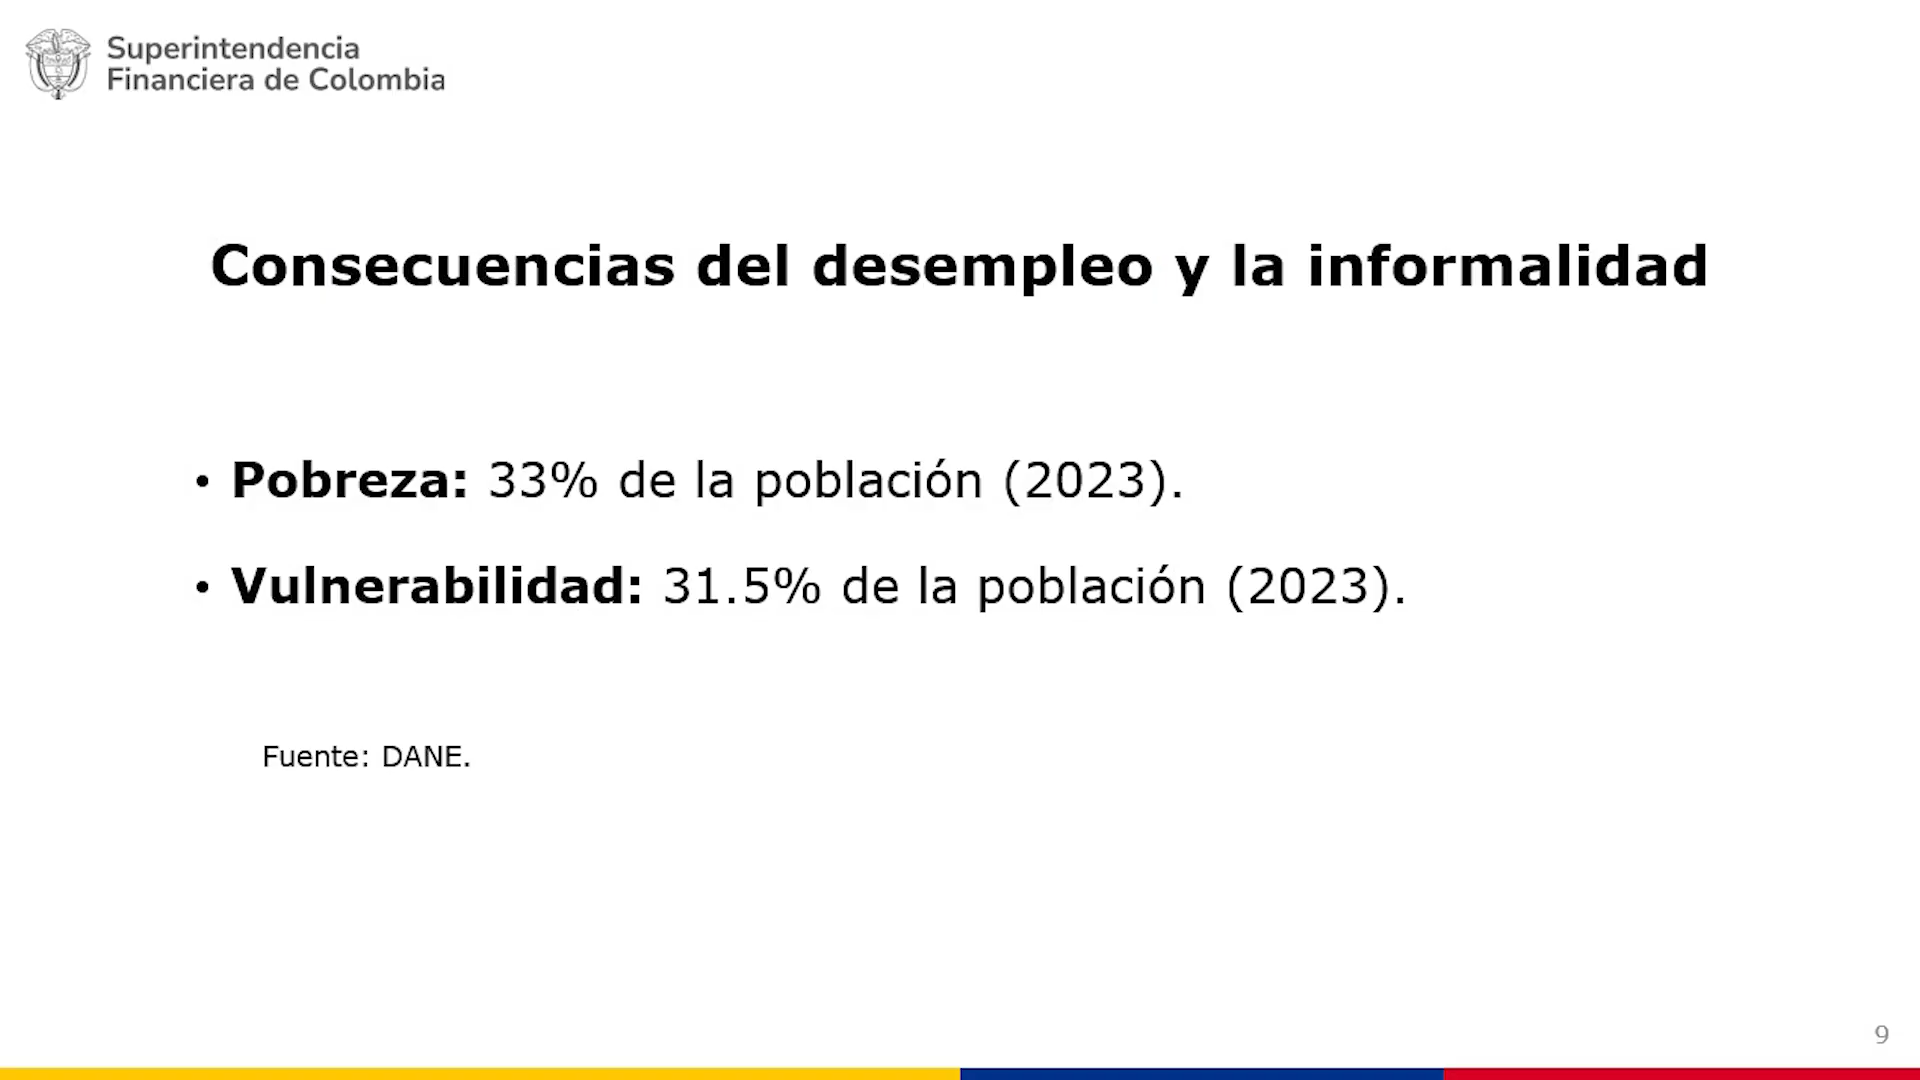 Superintendencia
Financiera de Colombia
Consecuencias del desempleo y la informalidad
• Pobreza: 33% de la población (2023).
• Vulnerabilidad: 31.5% de la población (2023).
Fuente: DANE.
9